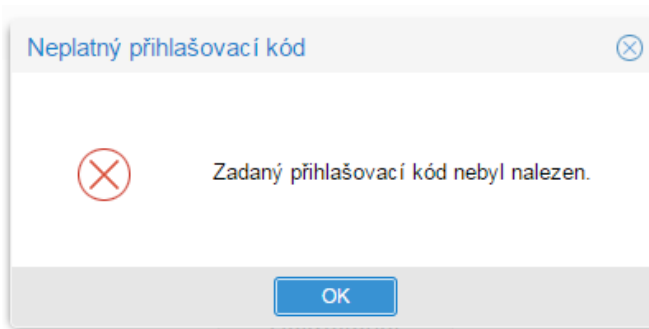 Neplatný přihlašovací kód
Zadaný přihlašovací kód nebyl nalezen.
OK